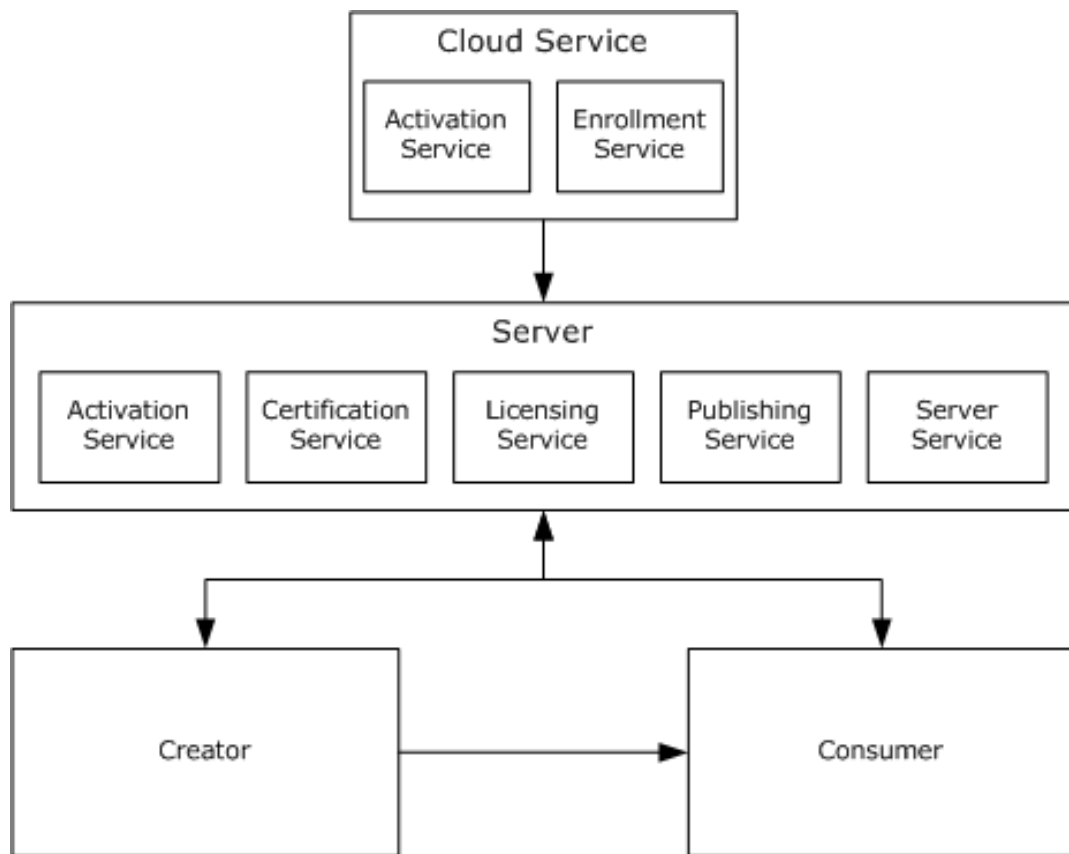 Cloud Service
Activation
Service
Enrollment
Service
Server
Activation
Service
Certification
Service
Licensing
Service
Publishing
Service
Server
Service
Creator
Consumer